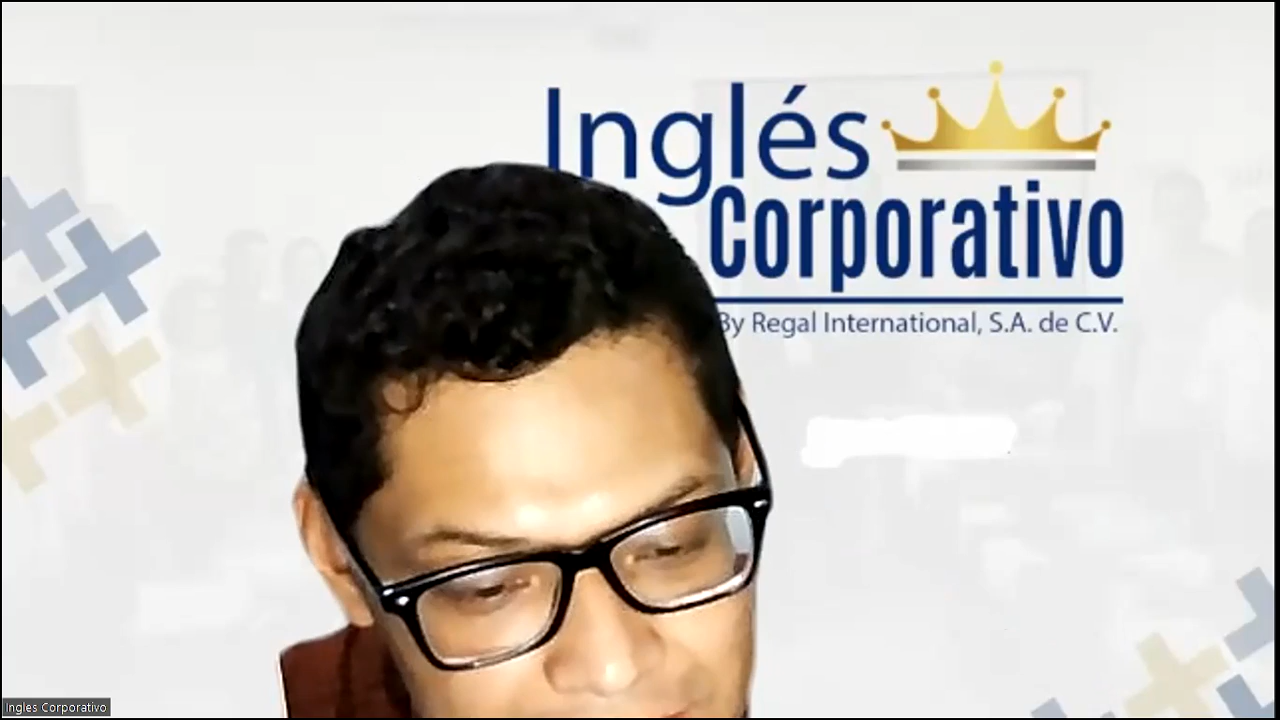 Inglés
Corporativo
By Regal International, S.A. de C.V.
Ingles Corporativo